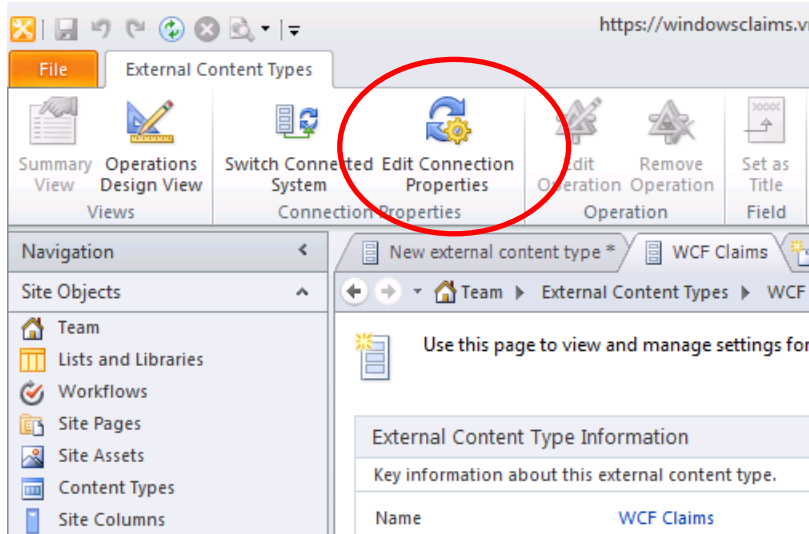 https://windowsclaims.v
File External Content Types
Summary View
Operations Design View
Switch Connected System
Edit Connection Properties
Edit Operation
Remove Operation
Set as Title
Views
Connection Properties
Operation
Field
Navigation
New external content type *
WCF Claims
Site Objects
Team
External Content Types
WCF
Team
Lists and Libraries
Workflows
Site Pages
Site Assets
Content Types
Site Columns
Use this page to view and manage settings for
External Content Type Information
Key information about this external content type.
Name WCF Claims